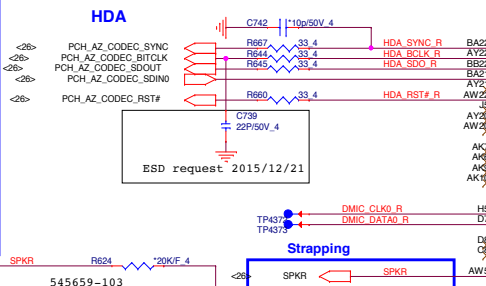 HDA
C742 *10p/50V_4
<26> PCH_AZ_CODEC_SYNC R667 33_4 HDA_SYNC_R
<26> PCH_AZ_CODEC_BITCLK R644 33_4 HDA_BCLK_R
<26> PCH_AZ_CODEC_SDOUT R645 33_4 HDA_SDO_R
<26> PCH_AZ_CODEC_SDIN0
<26> PCH_AZ_CODEC_RST# R660 33_4 HDA_RST#_R
C739
22P/50V_4
ESD request 2015/12/21
DMIC_CLK0_R
DMIC_DATA0_R
TP4373
Strapping
SPKR R624 *20K/F_4
<26> SPKR SPKR
545659-103